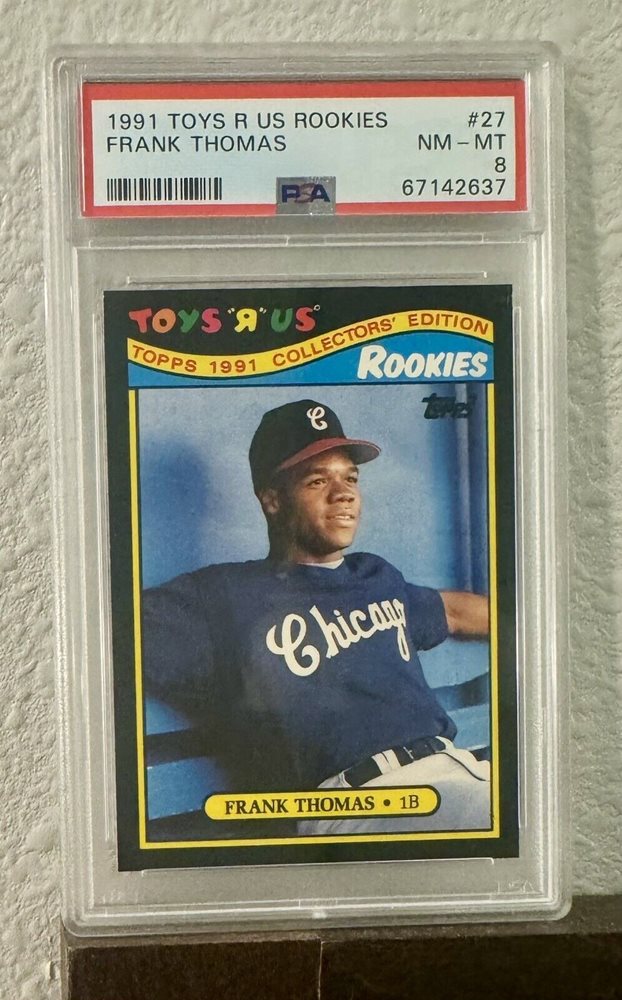 1991 TOYS R US ROOKIES #27
FRANK THOMAS NM - MT
8
PSA 67142637
TOYS "R" US
TOPPS 1991 COLLECTORS' EDITION
ROOKIES
TOPPS
C
Chicago
FRANK THOMAS • 1B